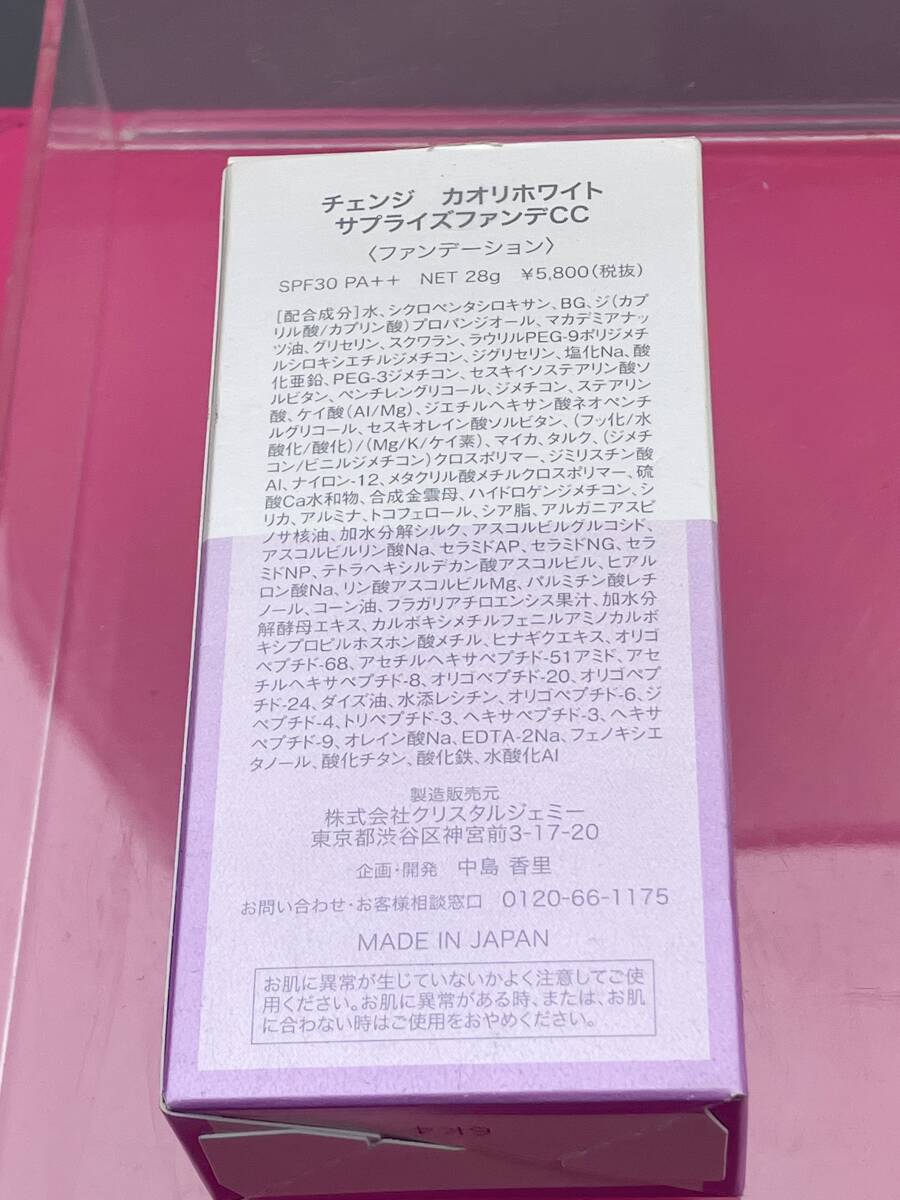 チェンジ カオリホワイト
サプライズファンデCC
〈ファンデーション〉
SPF30 PA++ NET 28g ¥5,800(税抜)
[配合成分]水、シクロペンタシロキサン、BG、ジ(カプ
リル酸/カプリン酸)プロパンジオール、マカデミアナッ
ツ油、グリセリン、スクワラン、ラウリルPEG-9ポリジメチ
ルシロキシエチルジメチコン、ジグリセリン、塩化Na、酸
化亜鉛、PEG-3ジメチコン、セスキイソステアリン酸ソ
ルビタン、ペンチレングリコール、ジメチコン、ステアリン
酸、ケイ酸(Al/Mg)、ジエチルヘキサン酸ネオペンチ
ルグリコール、セスキオレイン酸ソルビタン、(フッ化/水
酸化/酸化)/(Mg/K/ケイ素)、マイカ、タルク、(ジメチ
コン/ビニルジメチコン)クロスポリマー、ジミリスチン酸
Al、ナイロン-12、メタクリル酸メチルクロスポリマー、硫
酸Ca水和物、合成金雲母、ハイドロゲンジメチコン、シ
リカ、アルミナ、トコフェロール、シア脂、アルガニアスピ
ノサ核油、加水分解シルク、アスコルビルグルコシド、
アスコルビルリン酸Na、セラミドAP、セラミドNG、セラ
ミドNP、テトラヘキシルデカン酸アスコルビル、ヒアル
ロン酸Na、リン酸アスコルビルMg、パルミチン酸レチ
ノール、コーン油、フラガリアチロエンシス果汁、加水分
解酵母エキス、カルボキシメチルフェニルアミノカルボ
キシプロピルホスホン酸メチル、ヒナギクエキス、オリゴ
ペプチド-68、アセチルヘキサペプチド-51アミド、アセ
チルヘキサペプチド-8、オリゴペプチド-20、オリゴペプ
チド-24、ダイズ油、水添レシチン、オリゴペプチド-6、ジ
ペプチド-4、トリペプチド-3、ヘキサペプチド-3、ヘキサ
ペプチド-9、オレイン酸Na、EDTA-2Na、フェノキシエ
タノール、酸化チタン、酸化鉄、水酸化Al
製造販売元
株式会社クリスタルジェミー
東京都渋谷区神宮前3-17-20
企画・開発 中島 香里
お問い合わせ・お客様相談窓口 0120-66-1175
MADE IN JAPAN
お肌に異常が生じていないかよく注意してご使
用ください。お肌に異常がある時、または、お肌
に合わない時はご使用をおやめください。